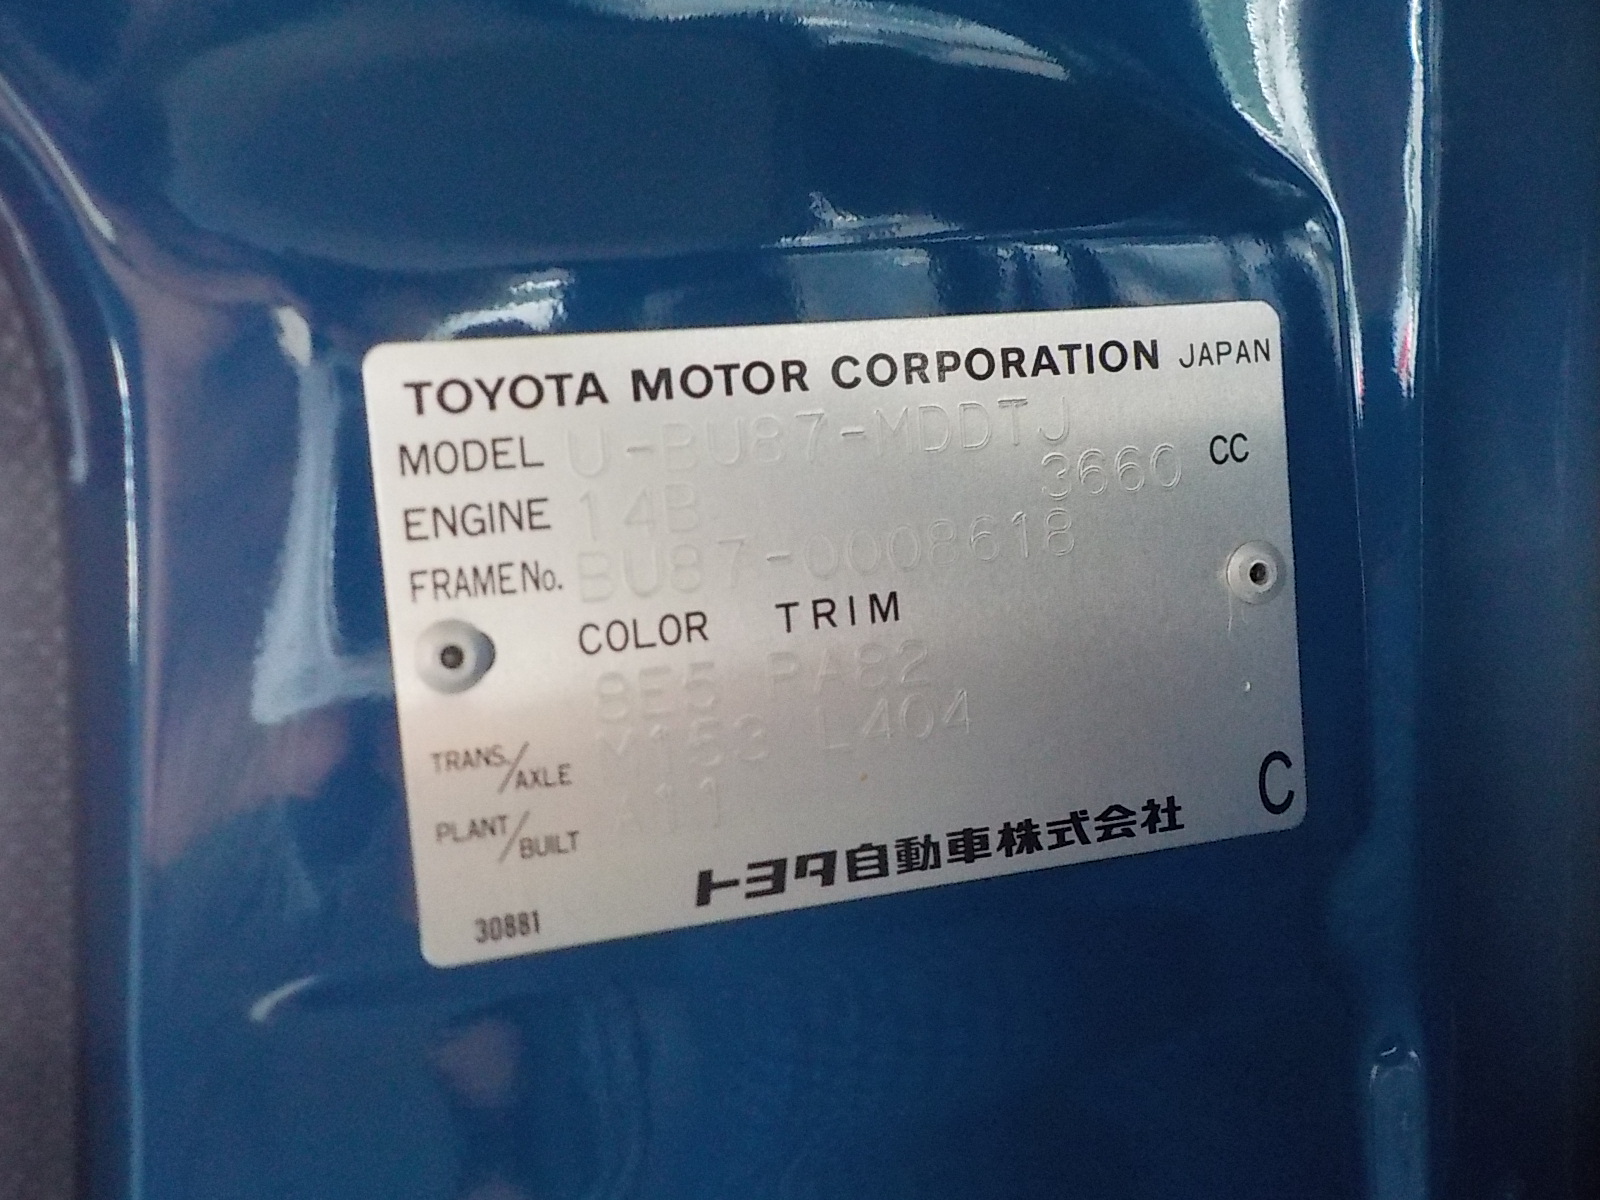 TOYOTA MOTOR CORPORATION JAPAN
MODEL U-BU87-MDDTJ
ENGINE 14B 3660 CC
FRAME No. BU87-0008618
COLOR TRIM
8E5 PA82
TRANS./AXLE M153 L404
PLANT/BUILT A11
トヨタ自動車株式会社 C
30881